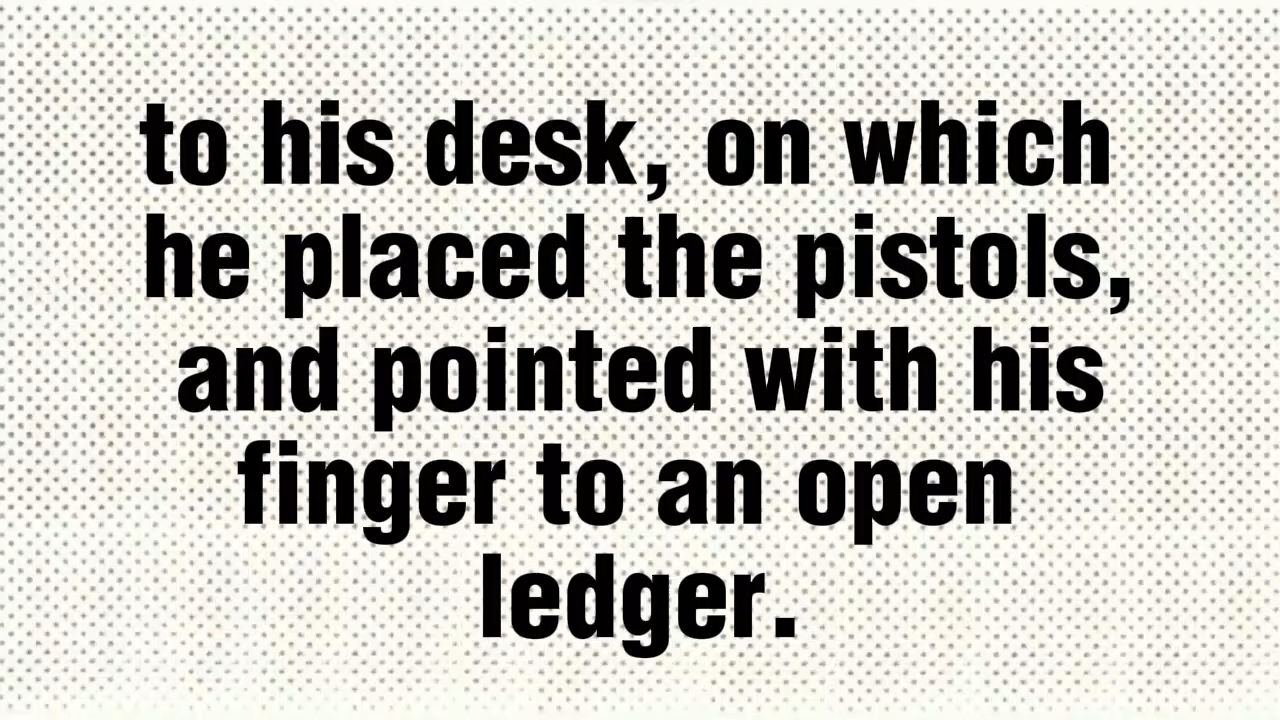 to his desk, on which
he placed the pistols,
and pointed with his
finger to an open
ledger.